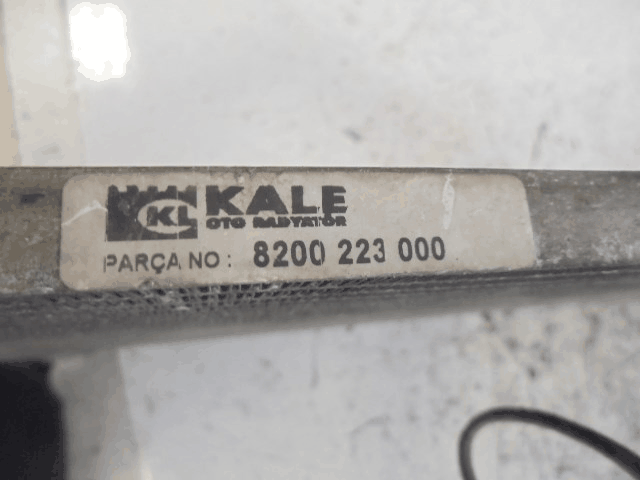 KL KALE
OTO RADYATÖR
PARÇA NO: 8200 223 000